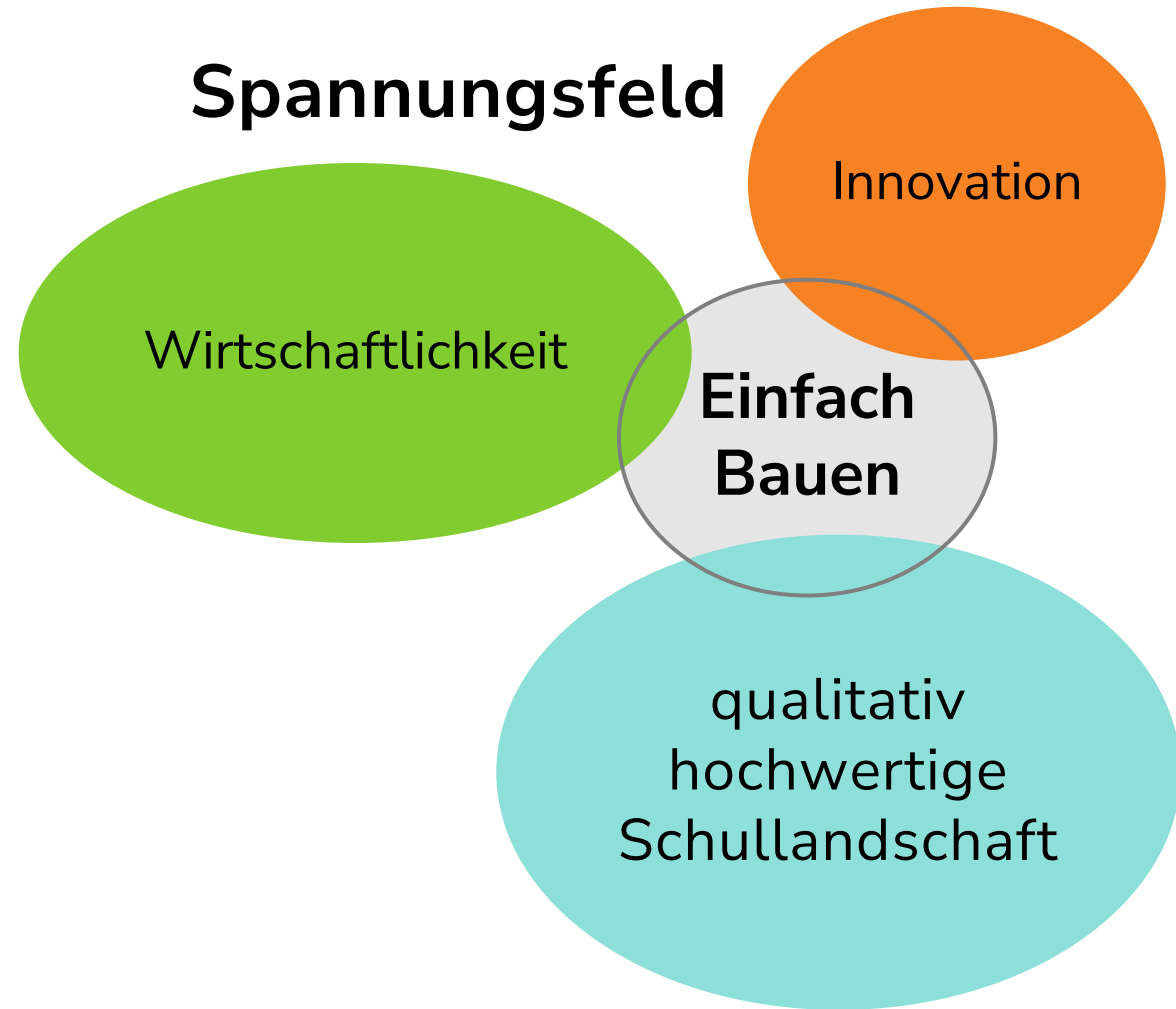 Spannungsfeld
Innovation
Wirtschaftlichkeit
Einfach
Bauen
qualitativ
hochwertige
Schullandschaft